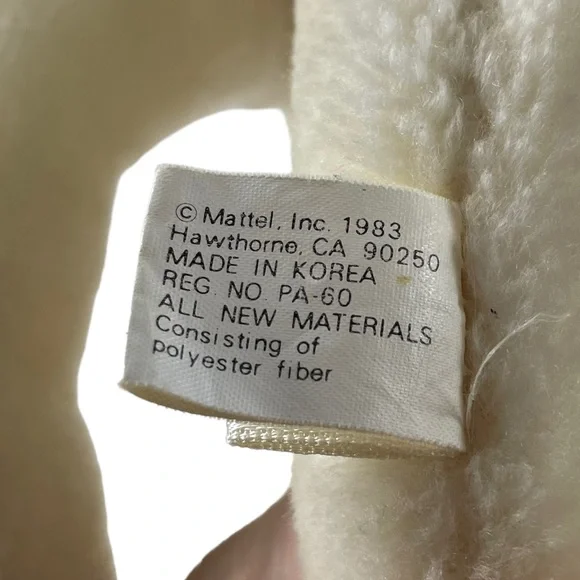 © Mattel, Inc. 1983
Hawthorne, CA 90250
MADE IN KOREA
REG. NO. PA-60
ALL NEW MATERIALS
Consisting of
polyester fiber